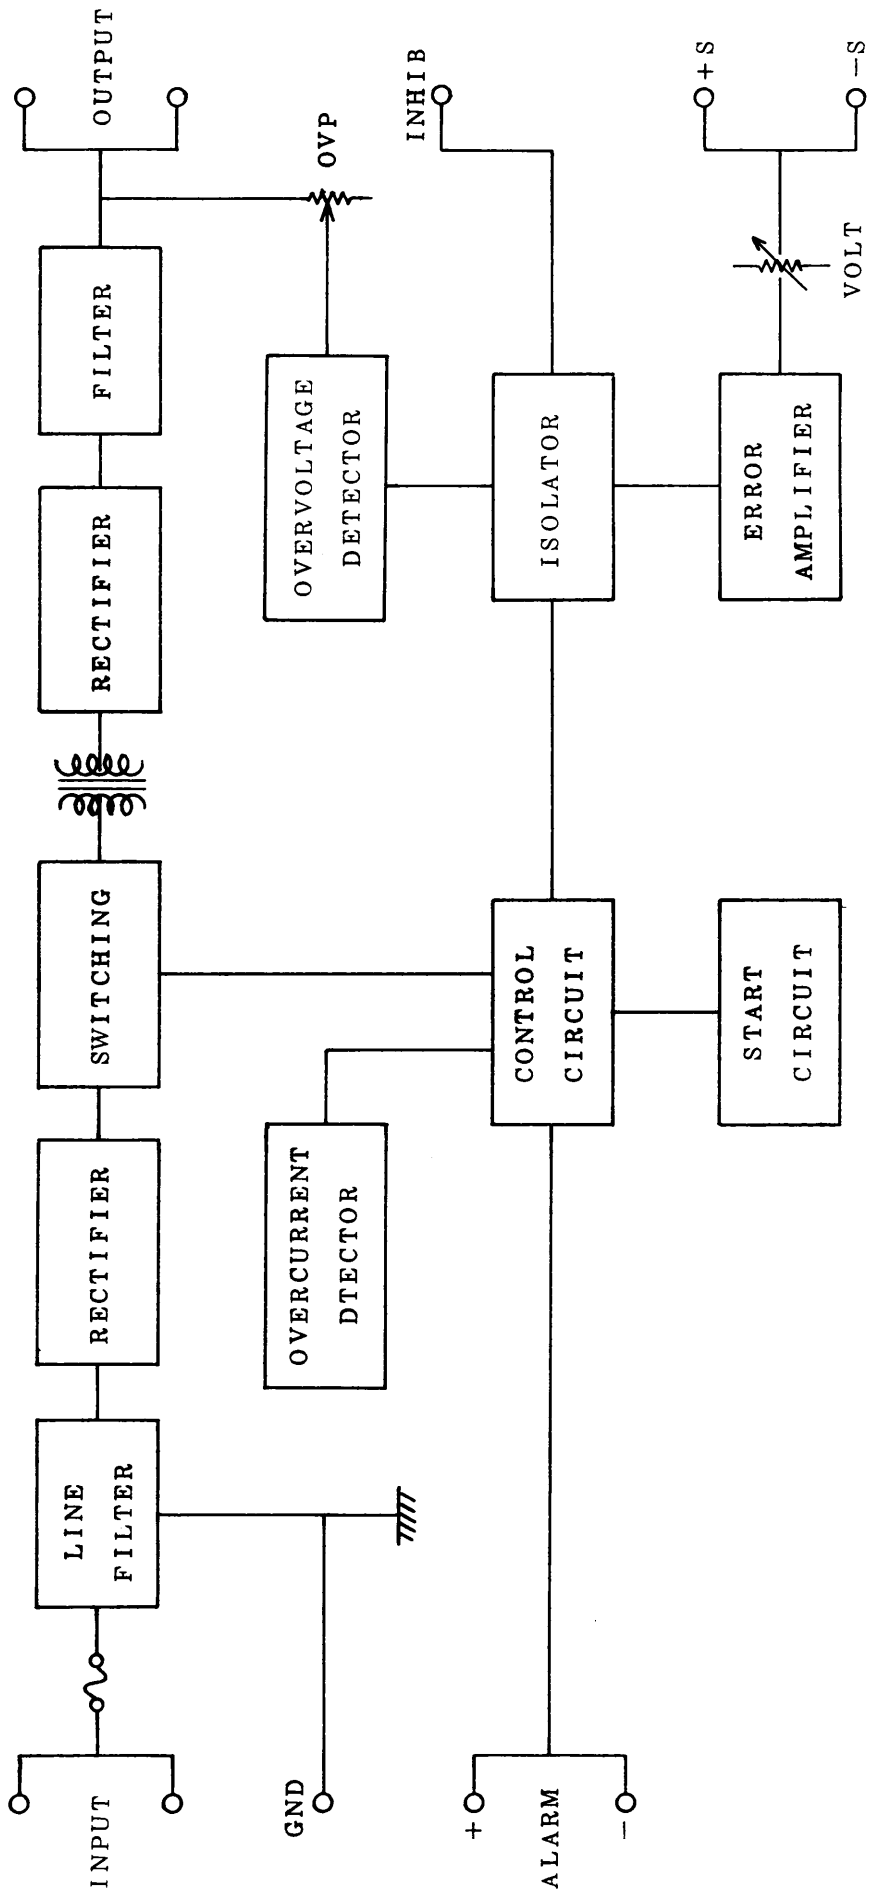 INPUT
LINE
FILTER
RECTIFIER
SWITCHING
RECTIFIER
FILTER
OUTPUT
GND
OVERCURRENT
DTECTOR
OVERVOLTAGE
DETECTOR
OVP
+
ALARM
-
CONTROL
CIRCUIT
ISOLATOR
INHIB
START
CIRCUIT
ERROR
AMPLIFIER
VOLT
+S
-S